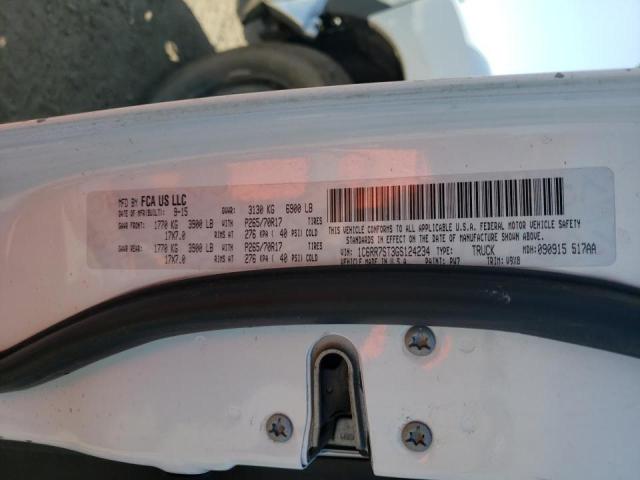 MFD BY FCA US LLC
DATE OF MFR(BUILT): 9-15 GVWR: 3130 KG 6900 LB
GAWR FRONT: 1770 KG 3900 LB P265/70R17 TIRES
17X7.0 RIMS AT 276 KPA ( 40 PSI) COLD
GAWR REAR: 1770 KG 3900 LB P265/70R17 TIRES
17X7.0 RIMS AT 276 KPA ( 40 PSI) COLD
THIS VEHICLE CONFORMS TO ALL APPLICABLE U.S.A. FEDERAL MOTOR VEHICLE SAFETY
STANDARDS IN EFFECT ON THE DATE OF MANUFACTURE SHOWN ABOVE.
VIN: 1C6RR7ST3GS124234 TYPE: TRUCK MDH: 090915 517AA
VEHICLE MADE IN U.S.A. PAINT: PW7 TRIM: V9X8